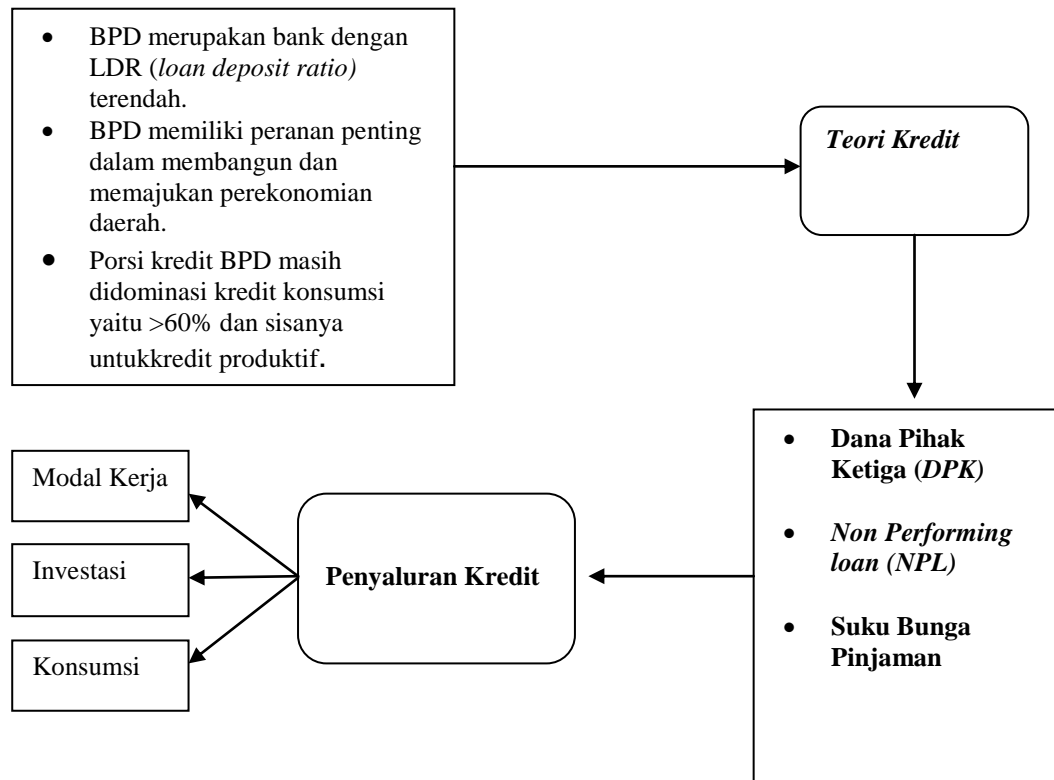 • BPD merupakan bank dengan
LDR (loan deposit ratio)
terendah.
• BPD memiliki peranan penting
dalam membangun dan
memajukan perekonomian
daerah.
• Porsi kredit BPD masih
didominasi kredit konsumsi
yaitu >60% dan sisanya
untukkredit produktif.
Teori Kredit
• Dana Pihak
Ketiga (DPK)
• Non Performing
loan (NPL)
• Suku Bunga
Pinjaman
Penyaluran Kredit
Modal Kerja
Investasi
Konsumsi